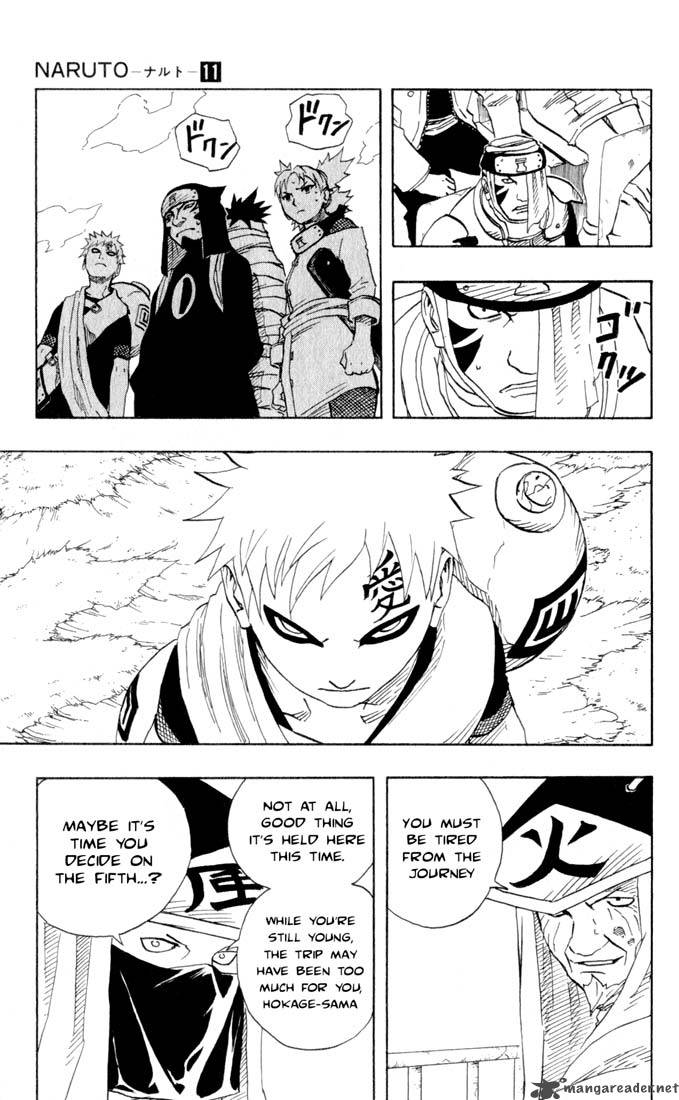 NARUTO —ナルト— 11
ドクン
ドクン
ゴクッ
愛
YOU MUST
BE TIRED
FROM THE
JOURNEY
火
NOT AT ALL,
GOOD THING
IT'S HELD HERE
THIS TIME.
WHILE YOU'RE
STILL YOUNG,
THE TRIP MAY
HAVE BEEN TOO
MUCH FOR YOU,
HOKAGE-SAMA
MAYBE IT'S
TIME YOU
DECIDE ON
THE FIFTH...?
mangareader.net